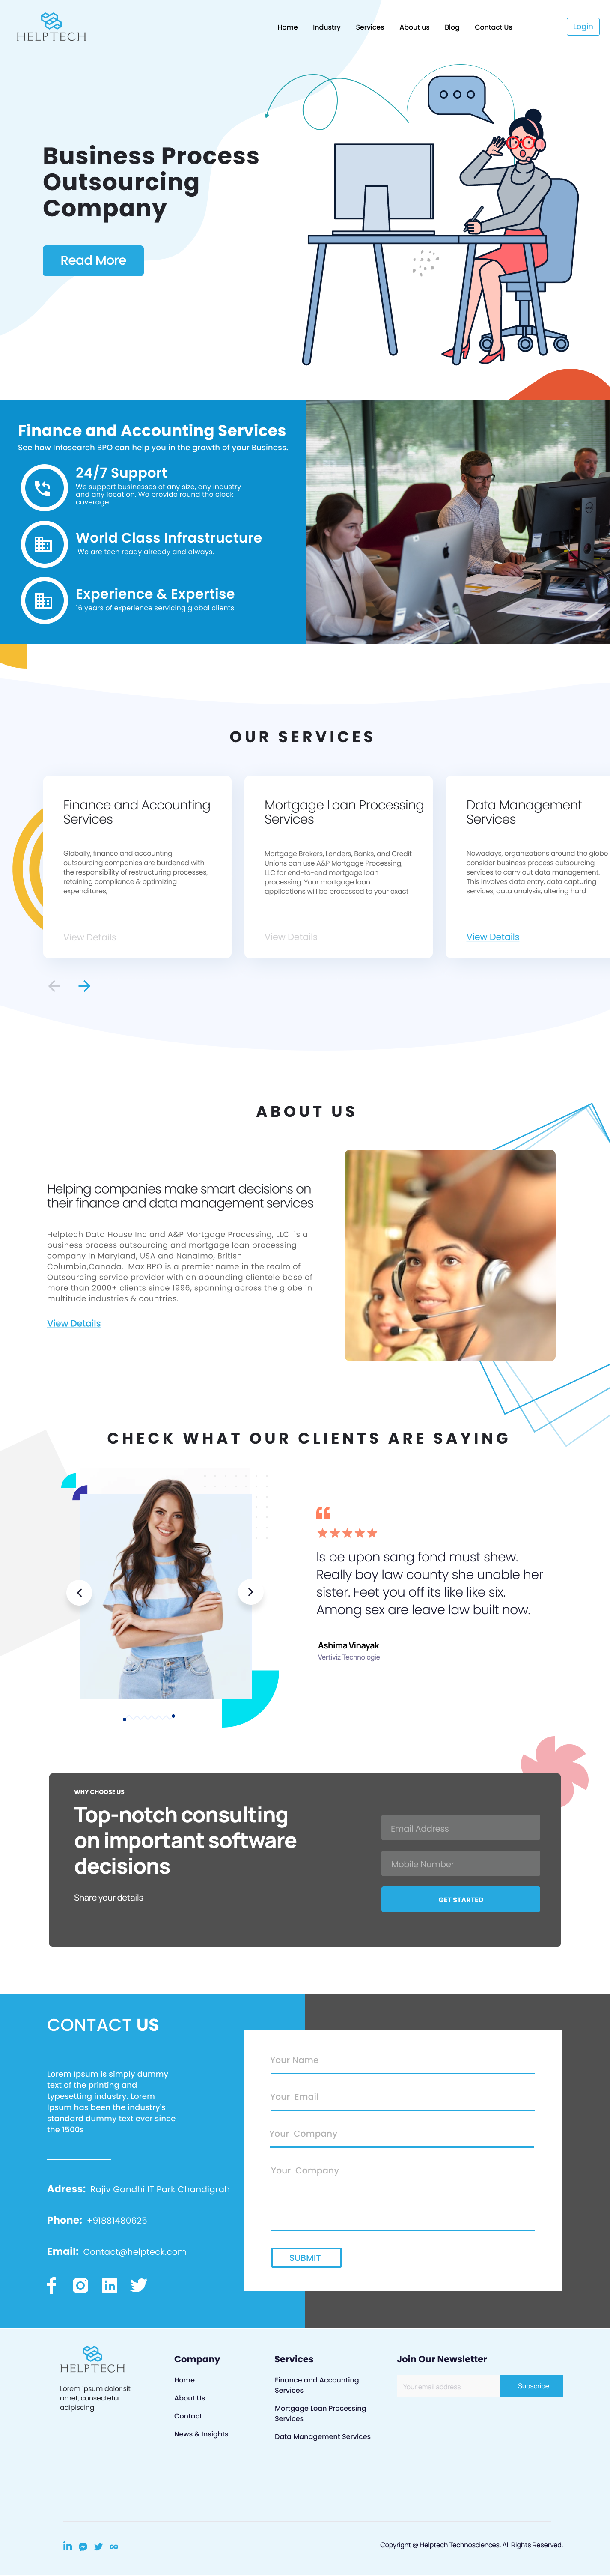 HELPTECH
Home Industry Services About us Blog Contact Us Login
Business Process
Outsourcing
Company
Read More
Finance and Accounting Services
See how Infosearch BPO can help you in the growth of your Business.
24/7 Support
We support businesses of any size, any industry
and any location. We provide round the clock
coverage.
World Class Infrastructure
We are tech ready already and always.
Experience & Expertise
16 years of experience servicing global clients.
OUR SERVICES
Finance and Accounting
Services
Globally, finance and accounting
outsourcing companies are burdened with
the responsibility of restructuring processes,
retaining compliance & optimizing
expenditures,
View Details
Mortgage Loan Processing
Services
Mortgage Brokers, Lenders, Banks, and Credit
Unions can use A&P Mortgage Processing,
LLC for end-to-end mortgage loan
processing. Your mortgage loan
applications will be processed to your exact
View Details
Data Management
Services
Nowadays, organizations around the globe
consider business process outsourcing
services to carry out data management.
This involves data entry, data capturing
services, data analysis, altering hard
View Details
ABOUT US
Helping companies make smart decisions on
their finance and data management services
Helptech Data House Inc and A&P Mortgage Processing, LLC is a
business process outsourcing and mortgage loan processing
company in Maryland, USA and Nanaimo, British
Columbia,Canada. Max BPO is a premier name in the realm of
Outsourcing service provider with an abounding clientele base of
more than 2000+ clients since 1996, spanning across the globe in
multitude industries & countries.
View Details
CHECK WHAT OUR CLIENTS ARE SAYING
Is be upon sang fond must shew.
Really boy law county she unable her
sister. Feet you off its like like six.
Among sex are leave law built now.
Ashima Vinayak
Vertiviz Technologie
WHY CHOOSE US
Top-notch consulting
on important software
decisions
Share your details
Email Address
Mobile Number
GET STARTED
CONTACT US
Lorem Ipsum is simply dummy
text of the printing and
typesetting industry. Lorem
Ipsum has been the industry's
standard dummy text ever since
the 1500s
Adress: Rajiv Gandhi IT Park Chandigrah
Phone: +91881480625
Email: Contact@helpteck.com
Your Name
Your Email
Your Company
Your Company
SUBMIT
HELPTECH
Lorem ipsum dolor sit
amet, consectetur
adipiscing
Company
Home
About Us
Contact
News & Insights
Services
Finance and Accounting
Services
Mortgage Loan Processing
Services
Data Management Services
Join Our Newsletter
Your email address
Subscribe
Copyright @ Helptech Technosciences. All Rights Reserved.